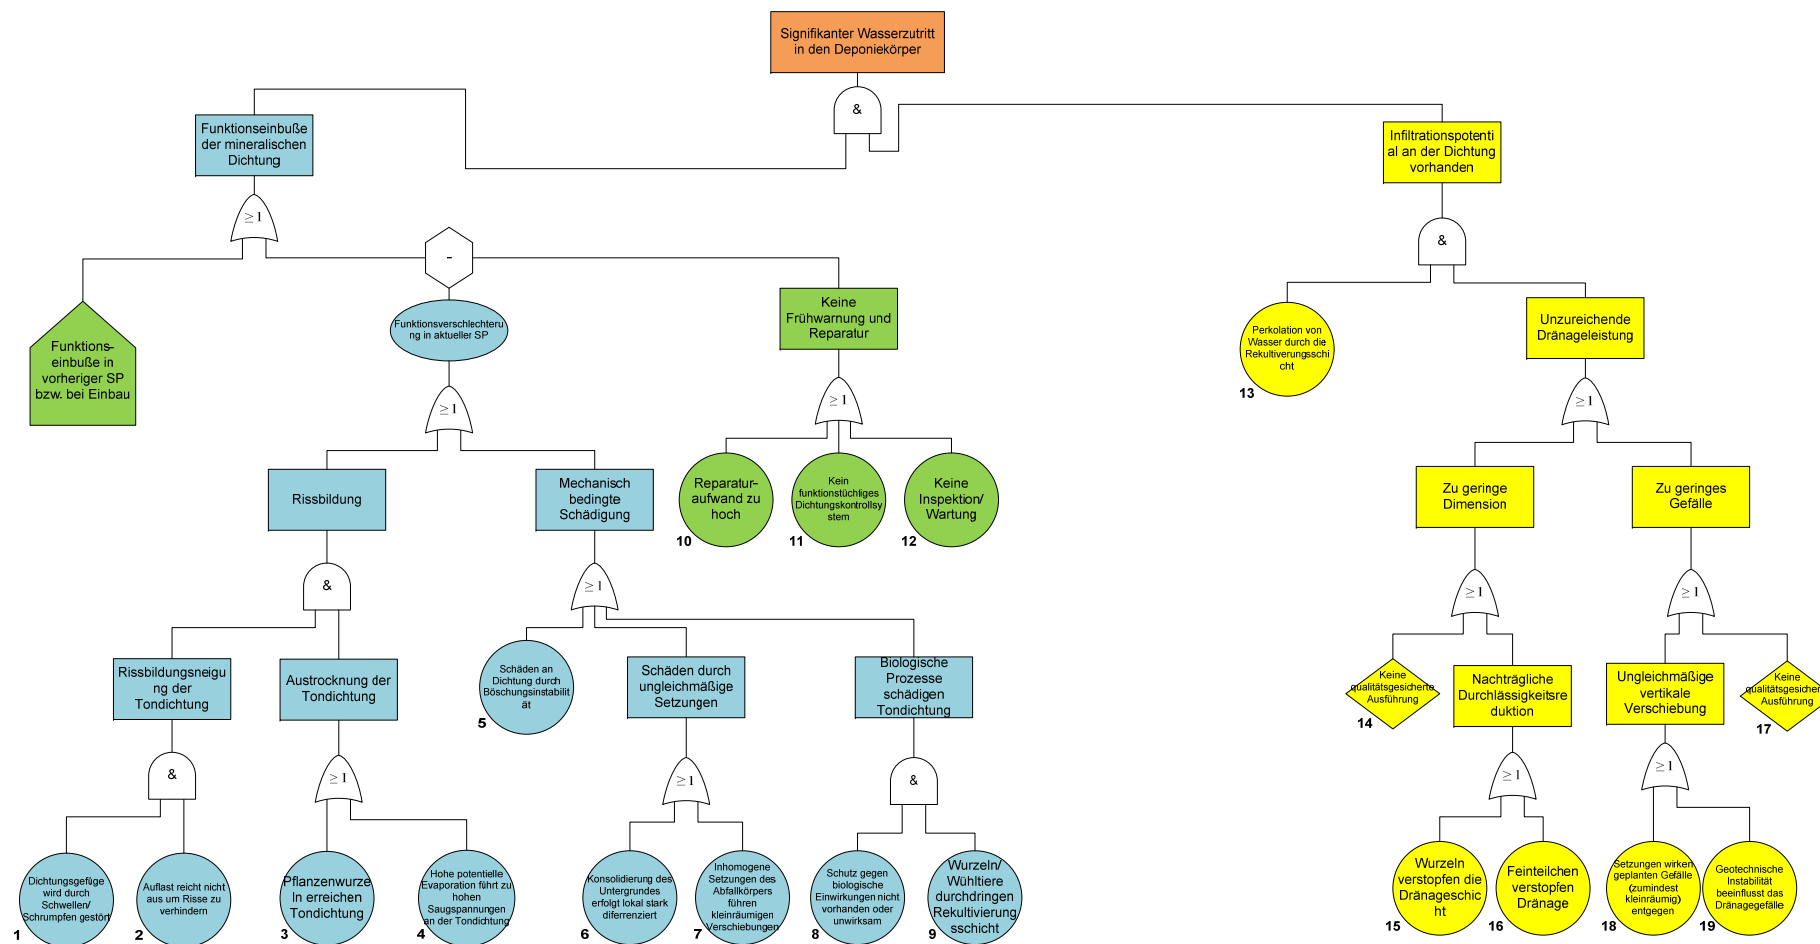 Signifikanter Wasserzutritt
in den Deponiekörper
&
Funktionseinbuße
der mineralischen
Dichtung
≥1
Infiltrationspotenti
al an der Dichtung
vorhanden
&
Funktions-
einbuße in
vorheriger SP
bzw. bei Einbau
-
Funktionsverschlechteru
ng in aktueller SP
≥1
Keine
Frühwarnung und
Reparatur
≥1
Perkolation von
Wasser durch die
Rekultiverungsschi
cht
13
Unzureichende
Dränageleistung
≥1
Rissbildung
&
Mechanisch
bedingte
Schädigung
≥1
Reparatur-
aufwand zu
hoch
10
Kein
funktionstüchtiges
Dichtungskontrollsy
stem
11
Keine
Inspektion/
Wartung
12
Zu geringe
Dimension
≥1
Zu geringes
Gefälle
≥1
Rissbildungsneigu
ng der
Tondichtung
&
Austrocknung der
Tondichtung
≥1
Schäden an
Dichtung durch
Böschungsinstabilit
ät
5
Schäden durch
ungleichmäßige
Setzungen
≥1
Biologische
Prozesse
schädigen
Tondichtung
&
Keine
qualitätsgesicherte
Ausführung
14
Nachträgliche
Durchlässigkeitsre
duktion
≥1
Ungleichmäßige
vertikale
Verschiebung
≥1
Keine
qualitätsgesicher
Ausführung
17
Dichtungsgefüge
wird durch
Schwellen/
Schrumpfen gestört
1
Auflast reicht nicht
aus um Risse zu
verhindern
2
Pflanzenwurze
ln erreichen
Tondichtung
3
Hohe potentielle
Evaporation führt zu
hohen
Saugspannungen
an der Tondichtung
4
Konsolidierung des
Untergrundes
erfolgt lokal stark
diferrenziert
6
Inhomogene
Setzungen des
Abfallkörpers
führen
kleinräumigen
Verschiebungen
7
Schutz gegen
biologische
Einwirkungen nicht
vorhanden oder
unwirksam
8
Wurzeln/
Wühltiere
durchdringen
Rekultivierung
sschicht
9
Wurzeln
verstopfen die
Dränageschic
ht
15
Feinteilchen
verstopfen
Dränage
16
Setzungen wirken
geplanten Gefälle
(zumindest
kleinräumig)
entgegen
18
Geotechnische
Instabilität
beeinflusst das
Dränagegefälle
19